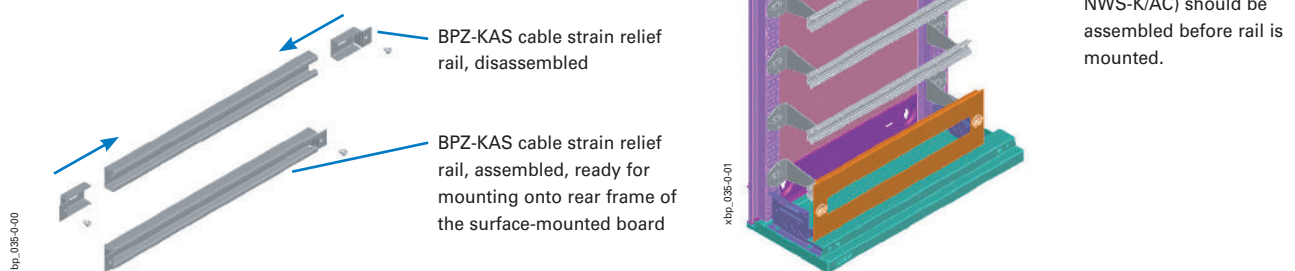 BPZ-KAS cable strain relief
rail, disassembled
BPZ-KAS cable strain relief
rail, assembled, ready for
mounting onto rear frame of
the surface-mounted board
bp_035-0-00
xbp_035-0-01
NWS-K/AC) should be
assembled before rail is
mounted.